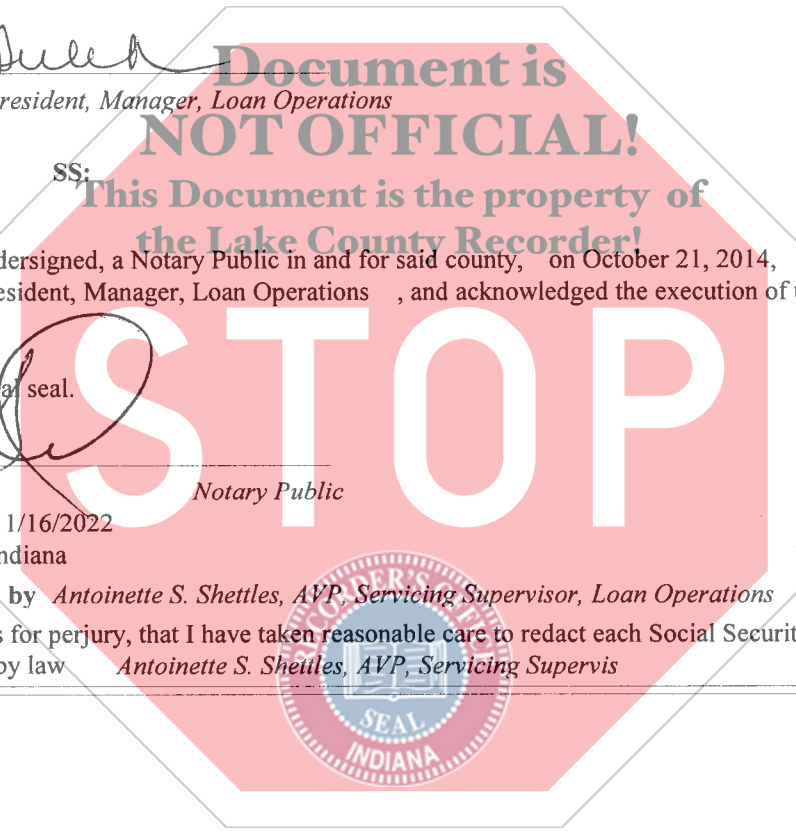 Document is
resident, Manager, Loan Operations
NOT OFFICIAL!
SS:
This Document is the property of
the Lake County Recorder!
dersigned, a Notary Public in and for said county, on October 21, 2014,
esident, Manager, Loan Operations , and acknowledged the execution of
STOP
al seal.
Notary Public
1/16/2022
ndiana
by Antoinette S. Shettles, AVP, Servicing Supervisor, Loan Operations
s for perjury, that I have taken reasonable care to redact each Social Securit
by law Antoinette S. Shettles, AVP, Servicing Supervis
RECORDER'S OFFICE
SEAL
INDIANA